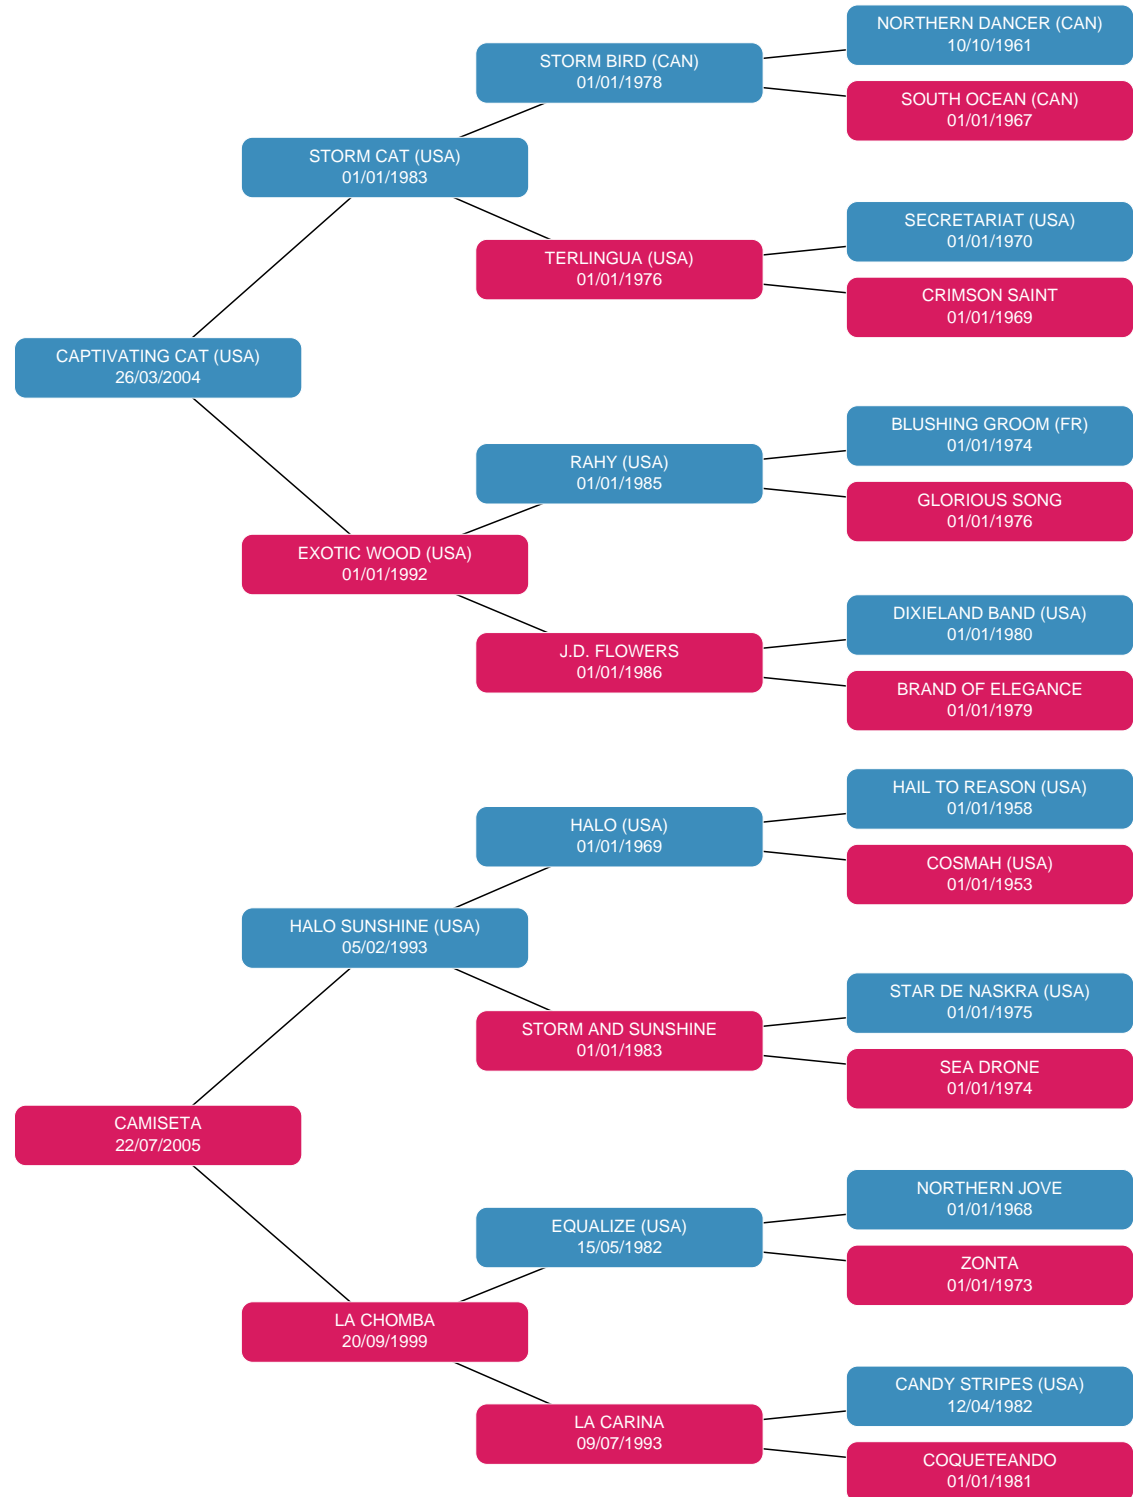 NORTHERN DANCER (CAN)
10/10/1961
STORM BIRD (CAN)
01/01/1978
SOUTH OCEAN (CAN)
01/01/1967
STORM CAT (USA)
01/01/1983
SECRETARIAT (USA)
01/01/1970
TERLINGUA (USA)
01/01/1976
CRIMSON SAINT
01/01/1969
CAPTIVATING CAT (USA)
26/03/2004
BLUSHING GROOM (FR)
01/01/1974
RAHY (USA)
01/01/1985
GLORIOUS SONG
01/01/1976
EXOTIC WOOD (USA)
01/01/1992
DIXIELAND BAND (USA)
01/01/1980
J.D. FLOWERS
01/01/1986
BRAND OF ELEGANCE
01/01/1979
HAIL TO REASON (USA)
01/01/1958
HALO (USA)
01/01/1969
COSMAH (USA)
01/01/1953
HALO SUNSHINE (USA)
05/02/1993
STAR DE NASKRA (USA)
01/01/1975
STORM AND SUNSHINE
01/01/1983
SEA DRONE
01/01/1974
CAMISETA
22/07/2005
NORTHERN JOVE
01/01/1968
EQUALIZE (USA)
15/05/1982
ZONTA
01/01/1973
LA CHOMBA
20/09/1999
CANDY STRIPES (USA)
12/04/1982
LA CARINA
09/07/1993
COQUETEANDO
01/01/1981